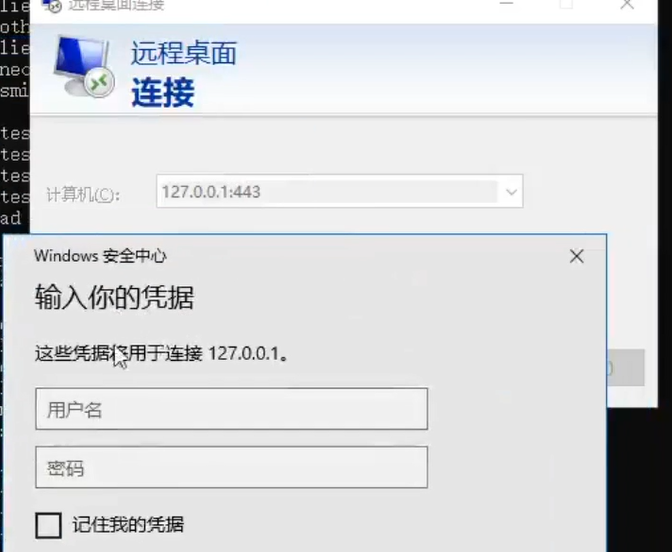 lie
远程桌面连接
oth
lie
远程桌面
nec
连接
smi
tes
tes
tes
计算机(C):
127.0.0.1:443
tes
ad
Windows 安全中心
输入你的凭据
这些凭据将用于连接 127.0.0.1。
用户名
密码
记住我的凭据